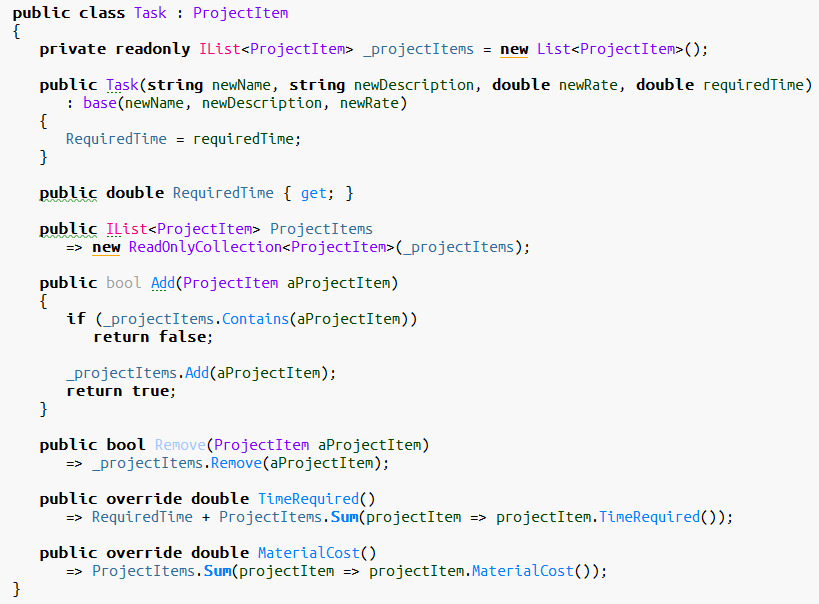 public class Task : ProjectItem
{
   private readonly IList<ProjectItem> _projectItems = new List<ProjectItem>();

   public Task(string newName, string newDescription, double newRate, double requiredTime)
      : base(newName, newDescription, newRate)
   {
      RequiredTime = requiredTime;
   }

   public double RequiredTime { get; }

   public IList<ProjectItem> ProjectItems
      => new ReadOnlyCollection<ProjectItem>(_projectItems);

   public bool Add(ProjectItem aProjectItem)
   {
      if (_projectItems.Contains(aProjectItem))
         return false;

      _projectItems.Add(aProjectItem);
      return true;
   }

   public bool Remove(ProjectItem aProjectItem)
      => _projectItems.Remove(aProjectItem);

   public override double TimeRequired()
      => RequiredTime + ProjectItems.Sum(projectItem => projectItem.TimeRequired());

   public override double MaterialCost()
      => ProjectItems.Sum(projectItem => projectItem.MaterialCost());
}